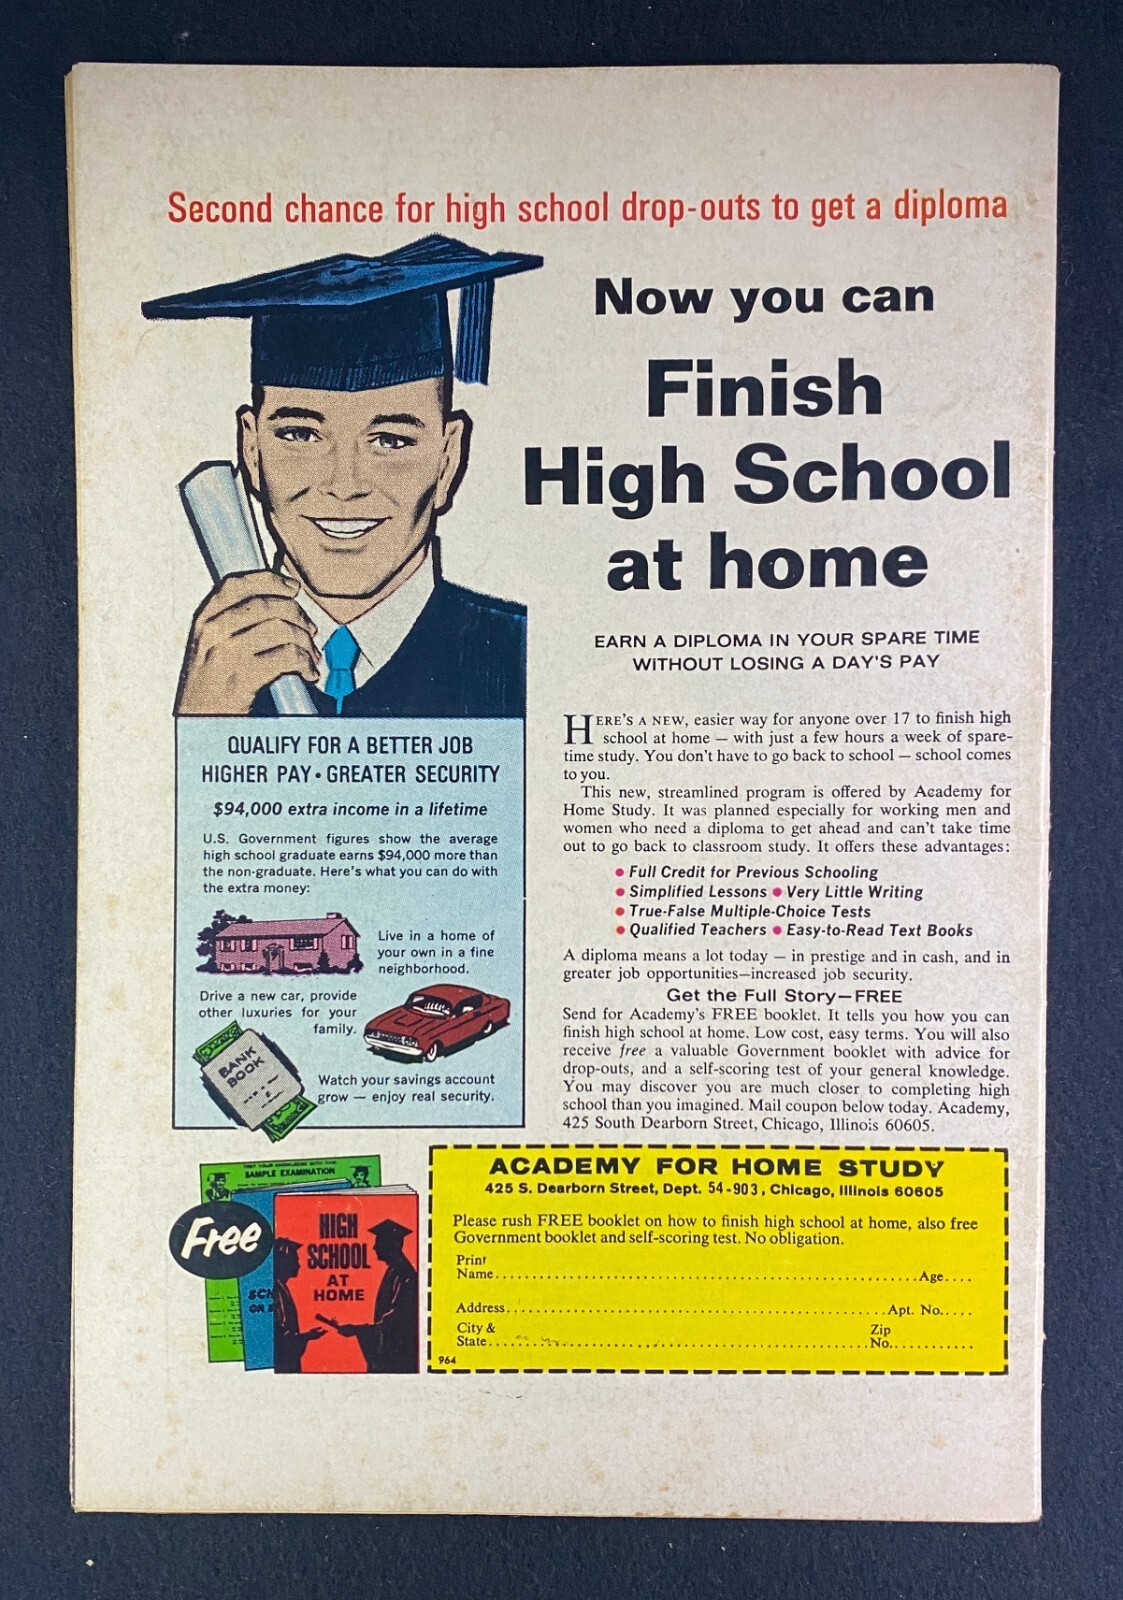 Second chance for high school drop-outs to get a diploma
Now you can
Finish
High School
at home
EARN A DIPLOMA IN YOUR SPARE TIME
WITHOUT LOSING A DAY'S PAY
QUALIFY FOR A BETTER JOB
HIGHER PAY • GREATER SECURITY
$94,000 extra income in a lifetime
U.S. Government figures show the average
high school graduate earns $94,000 more than
the non-graduate. Here's what you can do with
the extra money:
Live in a home of
your own in a fine
neighborhood.
Drive a new car, provide
other luxuries for your
family.
BANK
BOOK
Watch your savings account
grow — enjoy real security.
HERE'S A NEW, easier way for anyone over 17 to finish high
school at home — with just a few hours a week of spare-
time study. You don't have to go back to school — school comes
to you.
This new, streamlined program is offered by Academy for
Home Study. It was planned especially for working men and
women who need a diploma to get ahead and can't take time
out to go back to classroom study. It offers these advantages:
• Full Credit for Previous Schooling
• Simplified Lessons • Very Little Writing
• True-False Multiple-Choice Tests
• Qualified Teachers • Easy-to-Read Text Books
A diploma means a lot today — in prestige and in cash, and in
greater job opportunities—increased job security.
Get the Full Story—FREE
Send for Academy's FREE booklet. It tells you how you can
finish high school at home. Low cost, easy terms. You will also
receive free a valuable Government booklet with advice for
drop-outs, and a self-scoring test of your general knowledge.
You may discover you are much closer to completing high
school than you imagined. Mail coupon below today. Academy,
425 South Dearborn Street, Chicago, Illinois 60605.
SAMPLE EXAMINATION
Free
HIGH
SCHOOL
AT
HOME
ACADEMY FOR HOME STUDY
425 S. Dearborn Street, Dept. 54-903, Chicago, Illinois 60605
Please rush FREE booklet on how to finish high school at home, also free
Government booklet and self-scoring test. No obligation.
Print
Name.....Age....
Address.....Apt. No.....
City &
State.....
Zip
No............
964